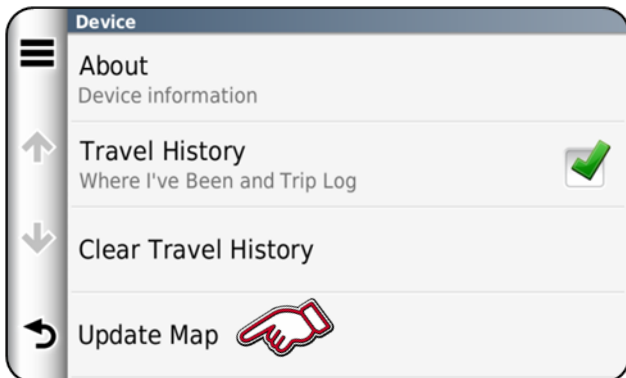 Device
About
Device information
Travel History
Where I've Been and Trip Log
Clear Travel History
Update Map